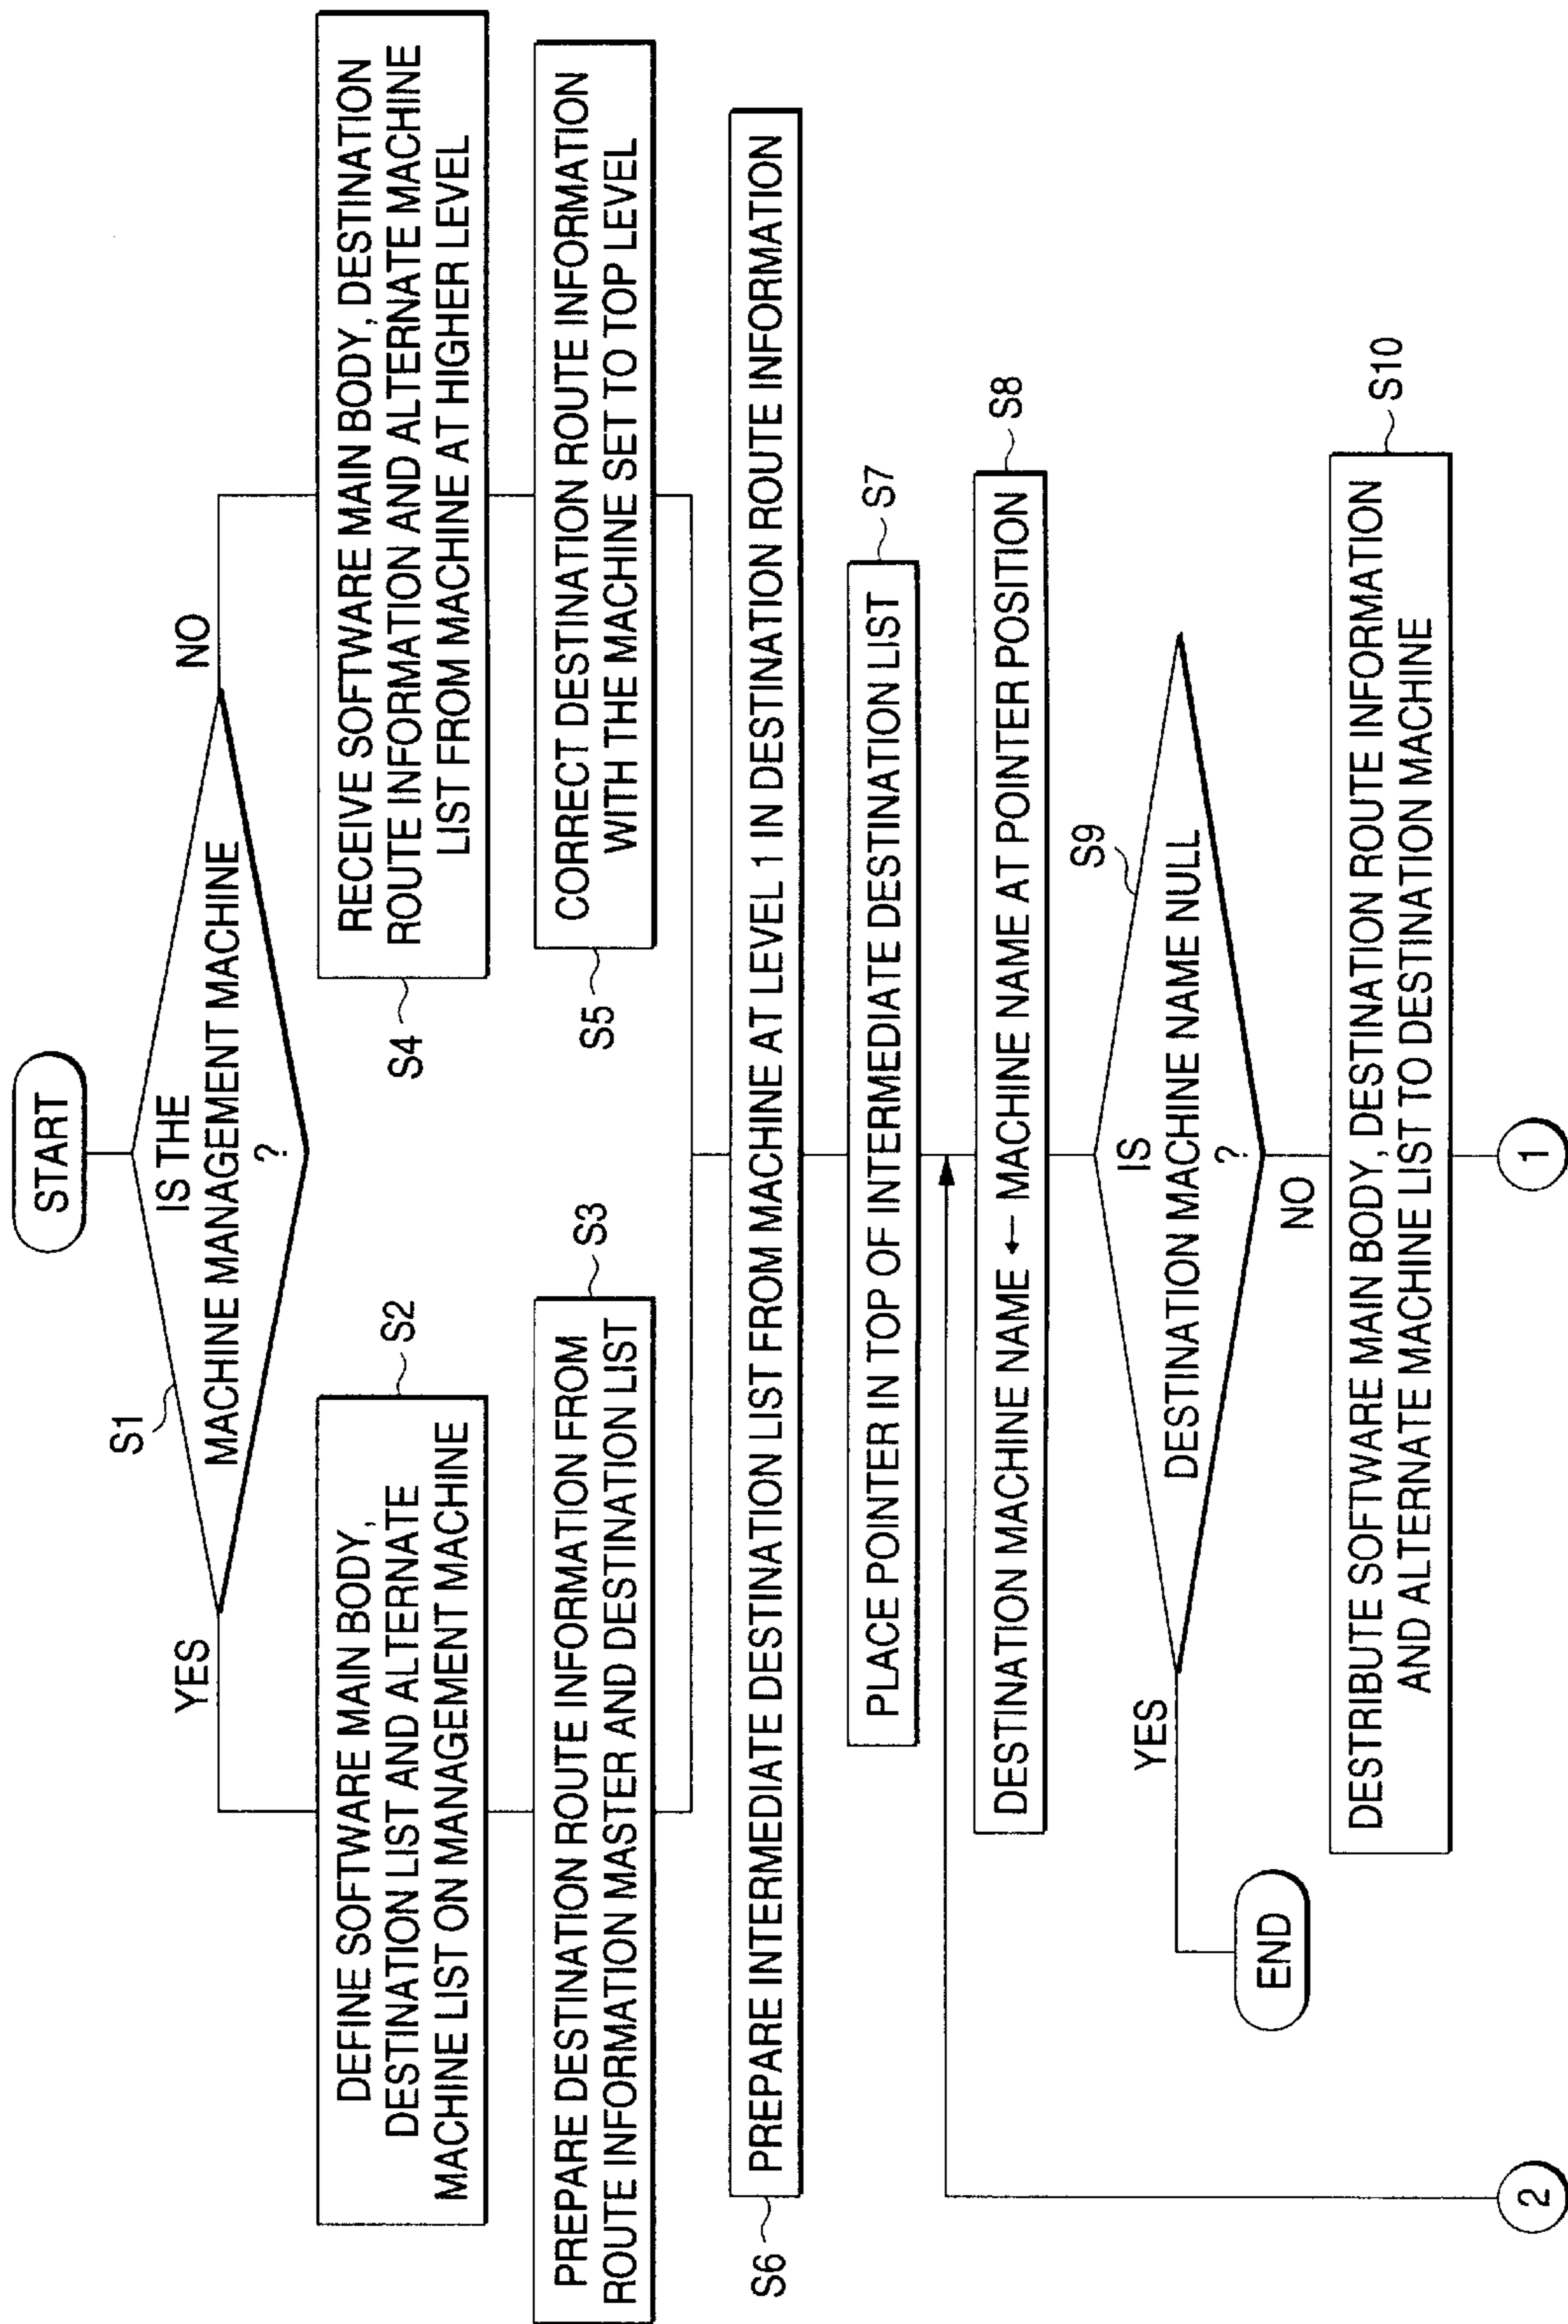 START
S1
IS THE
MACHINE MANAGEMENT MACHINE
?
YES
NO
S2
DEFINE SOFTWARE MAIN BODY,
DESTINATION LIST AND ALTERNATE
MACHINE LIST ON MANAGEMENT MACHINE
S3
PREPARE DESTINATION ROUTE INFORMATION FROM
ROUTE INFORMATION MASTER AND DESTINATION LIST
S4
RECEIVE SOFTWARE MAIN BODY, DESTINATION
ROUTE INFORMATION AND ALTERNATE MACHINE
LIST FROM MACHINE AT HIGHER LEVEL
S5
CORRECT DESTINATION ROUTE INFORMATION
WITH THE MACHINE SET TO TOP LEVEL
S6
PREPARE INTERMEDIATE DESTINATION LIST FROM MACHINE AT LEVEL 1 IN DESTINATION ROUTE INFORMATION
S7
PLACE POINTER IN TOP OF INTERMEDIATE DESTINATION LIST
S8
DESTINATION MACHINE NAME ← MACHINE NAME AT POINTER POSITION
S9
IS
DESTINATION MACHINE NAME NULL
?
YES
NO
END
S10
DESTRIBUTE SOFTWARE MAIN BODY, DESTINATION ROUTE INFORMATION
AND ALTERNATE MACHINE LIST TO DESTINATION MACHINE
2
1